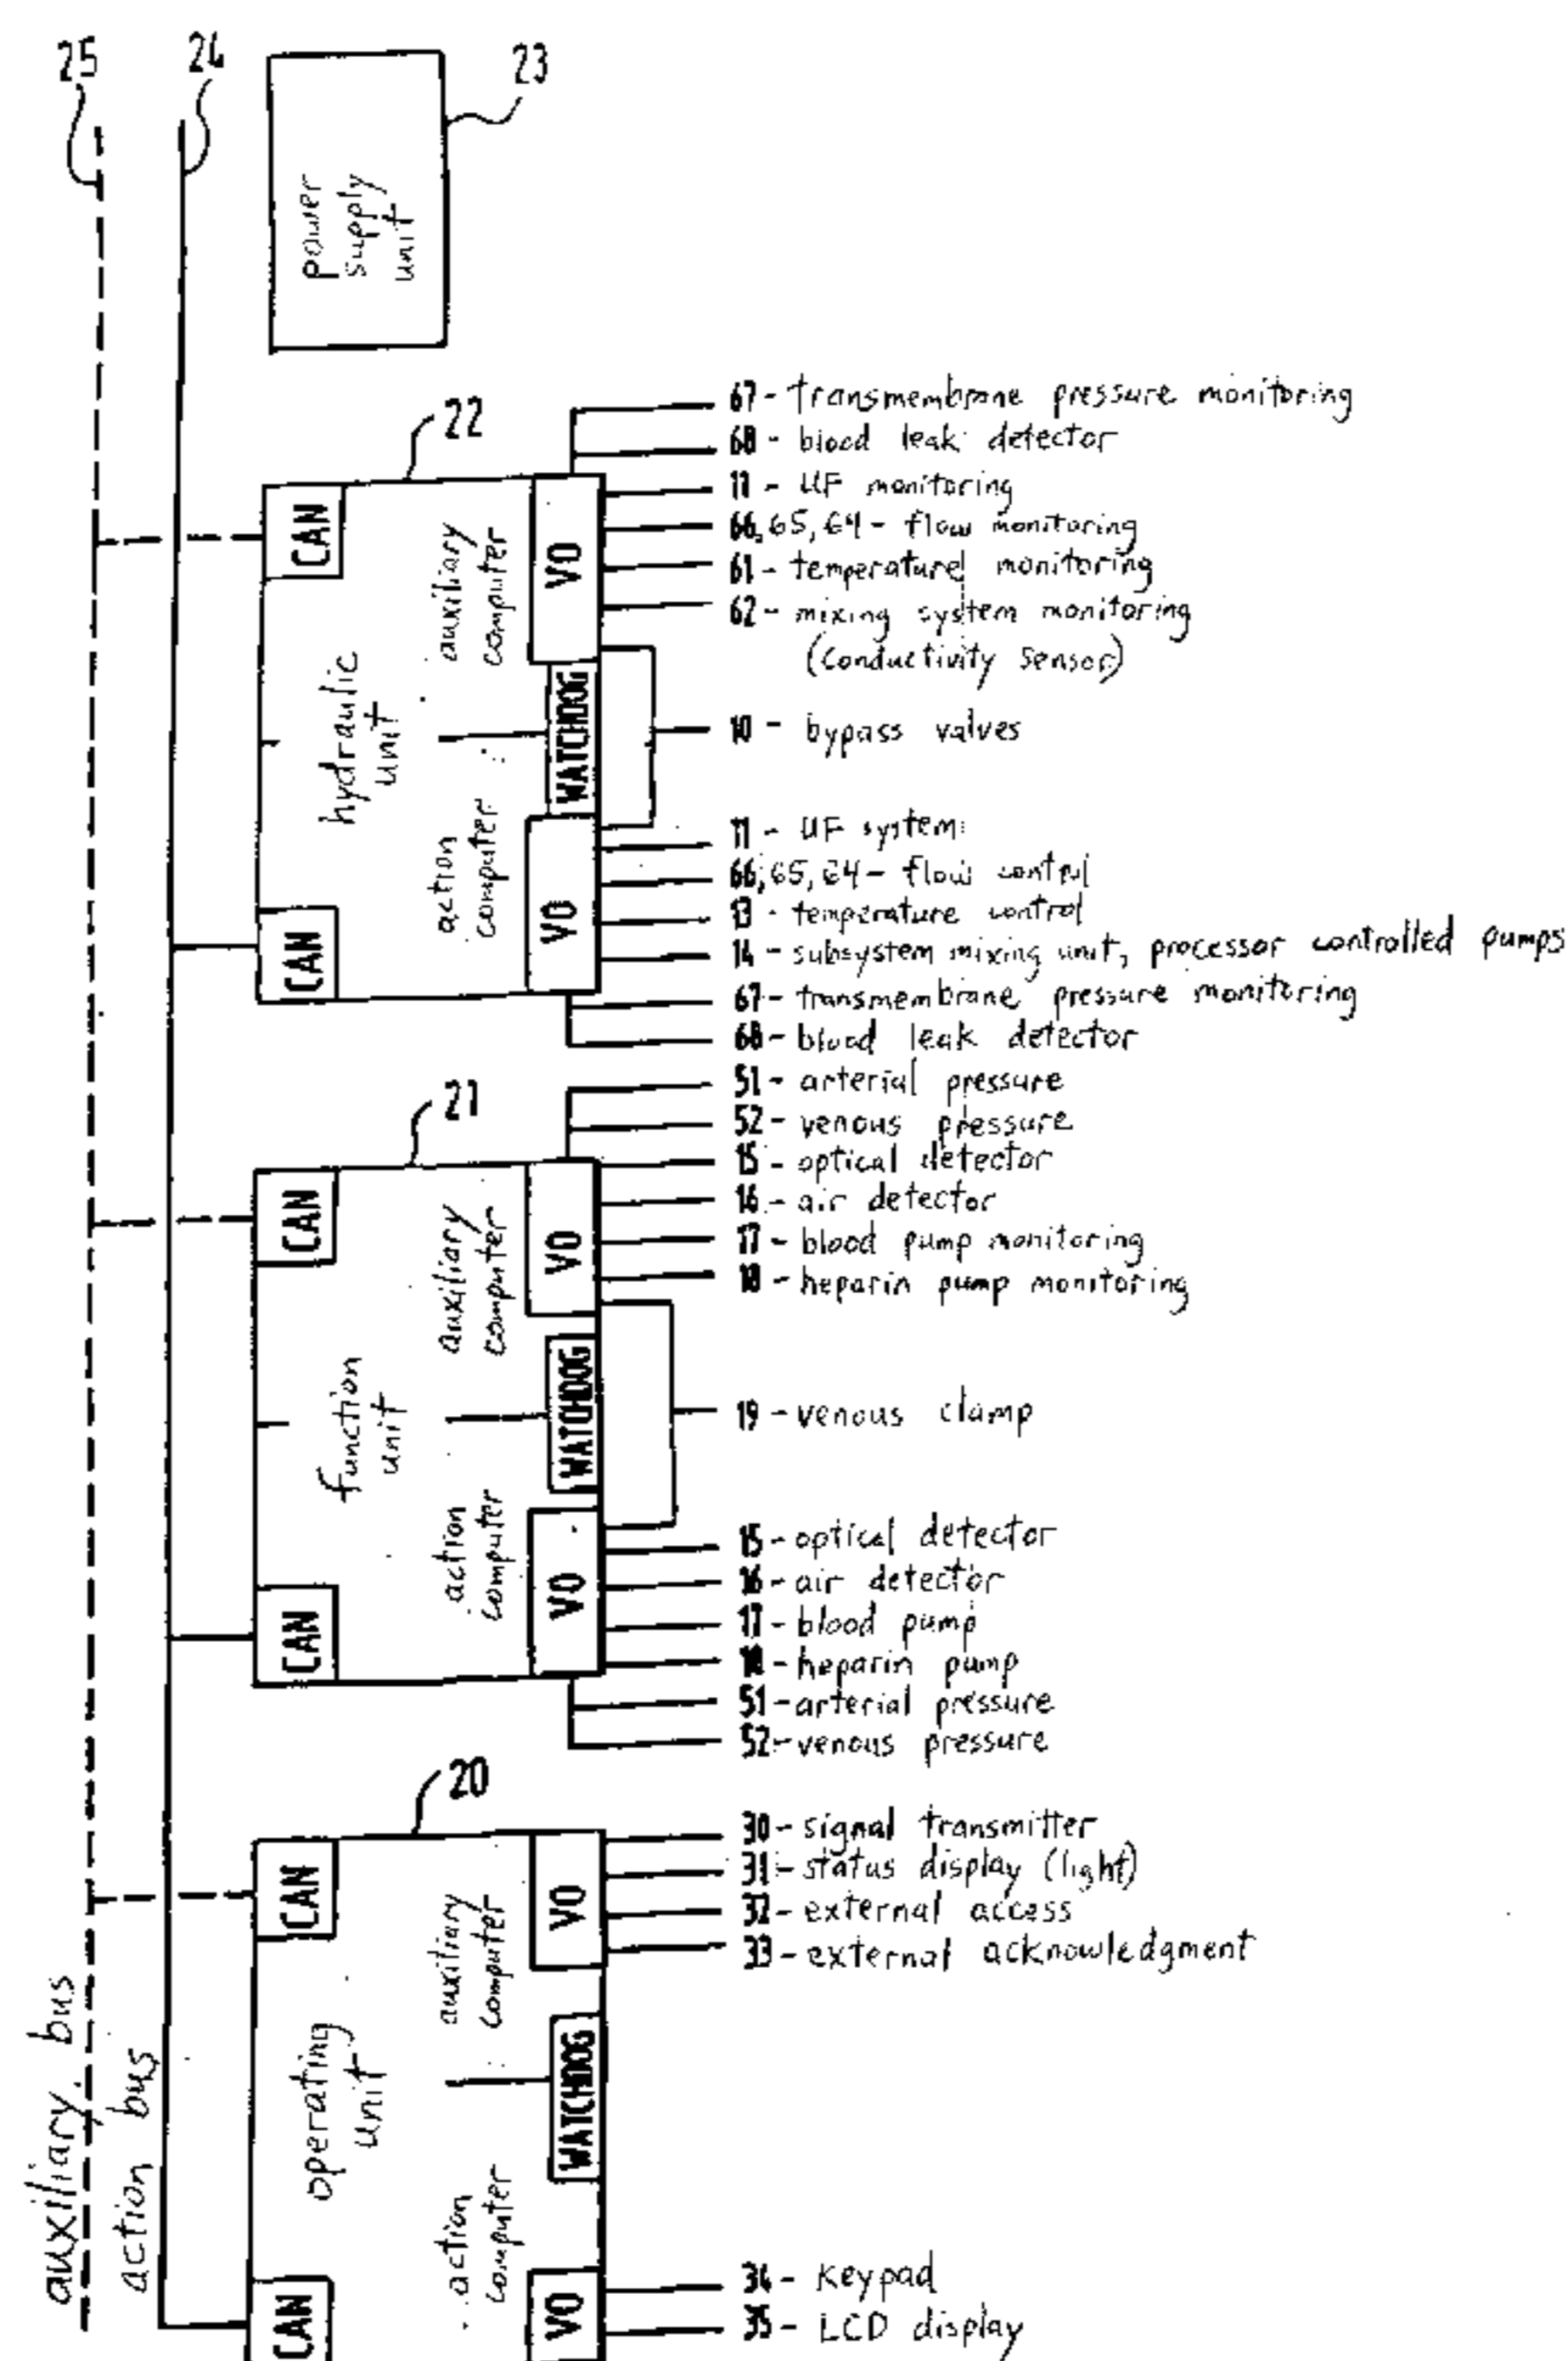 25
24
23
power
supply
unit
22
CAN
hydraulic
unit
auxiliary
computer
I/O
67 - transmembrane pressure monitoring
68 - blood leak detector
11 - UF monitoring
66, 65, 64 - flow monitoring
61 - temperature monitoring
62 - mixing system monitoring
(conductivity sensor)
WATCHDOG
10 - bypass valves
action
computer
I/O
CAN
11 - UF system
66, 65, 64 - flow control
13 - temperature control
14 - subsystem mixing unit, processor controlled pumps
67 - transmembrane pressure monitoring
68 - blood leak detector
21
CAN
function
unit
auxiliary
computer
I/O
51 - arterial pressure
52 - venous pressure
15 - optical detector
16 - air detector
17 - blood pump monitoring
18 - heparin pump monitoring
WATCHDOG
19 - venous clamp
action
computer
I/O
CAN
15 - optical detector
16 - air detector
17 - blood pump
18 - heparin pump
51 - arterial pressure
52 - venous pressure
20
CAN
operating
unit
auxiliary
computer
I/O
30 - signal transmitter
31 - status display (light)
32 - external access
33 - external acknowledgment
WATCHDOG
action
computer
I/O
CAN
34 - keypad
35 - LCD display
auxiliary bus
action bus